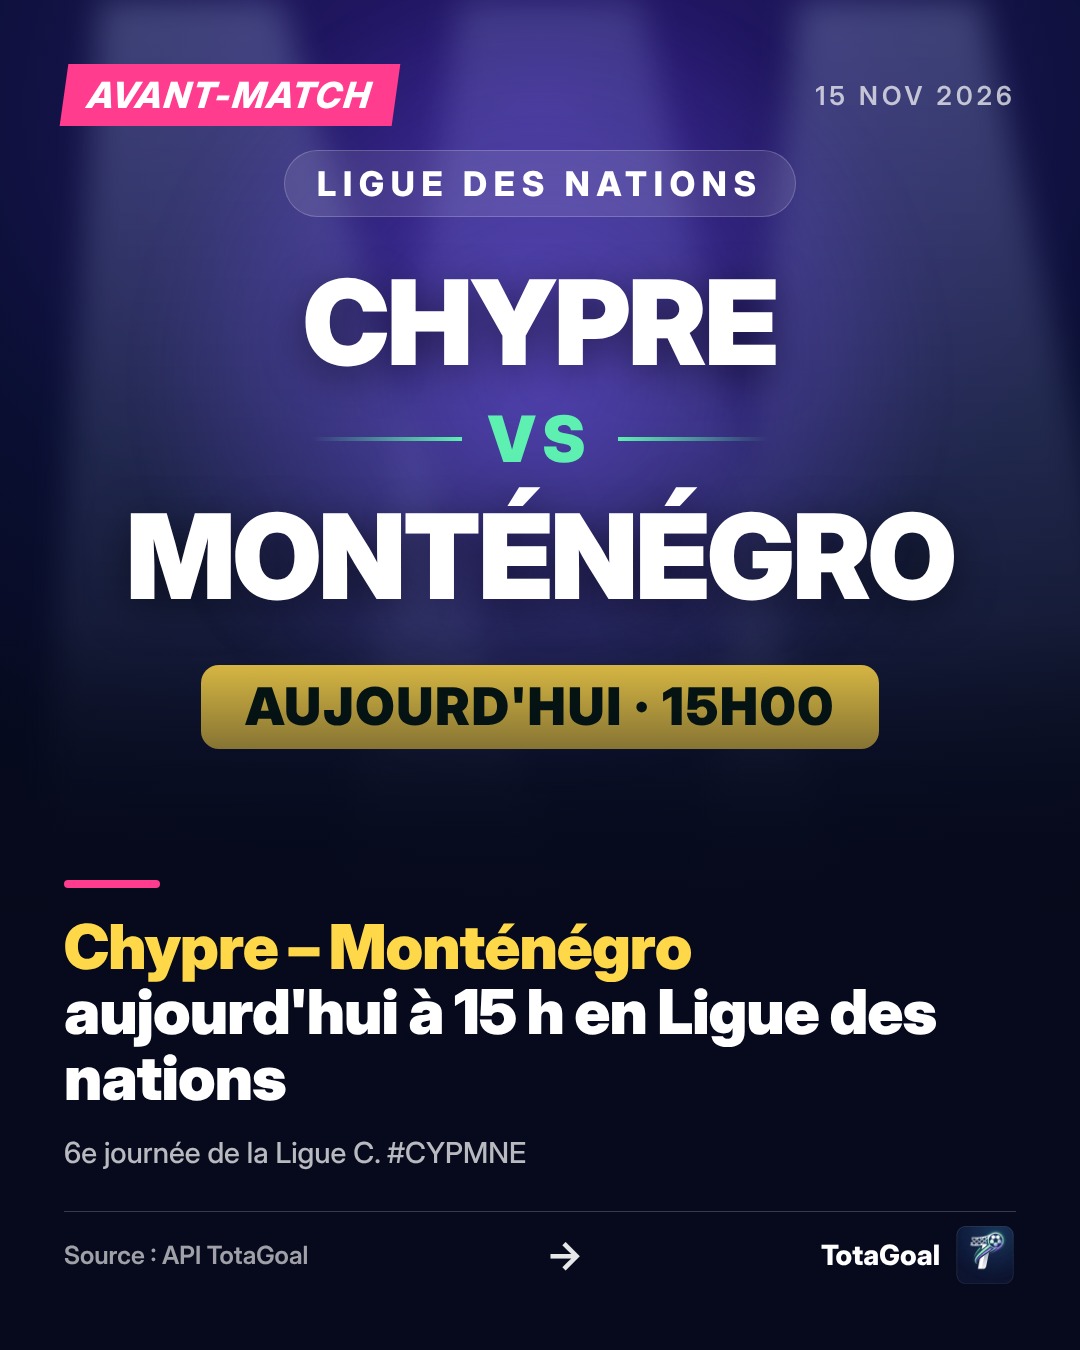 AVANT-MATCH
15 NOV 2026
LIGUE DES NATIONS
CHYPRE
VS
MONTÉNÉGRO
AUJOURD'HUI · 15H00
Chypre – Monténégro
aujourd'hui à 15 h en Ligue des
nations
6e journée de la Ligue C. #CYPMNE
Source : API TotaGoal
→
TotaGoal